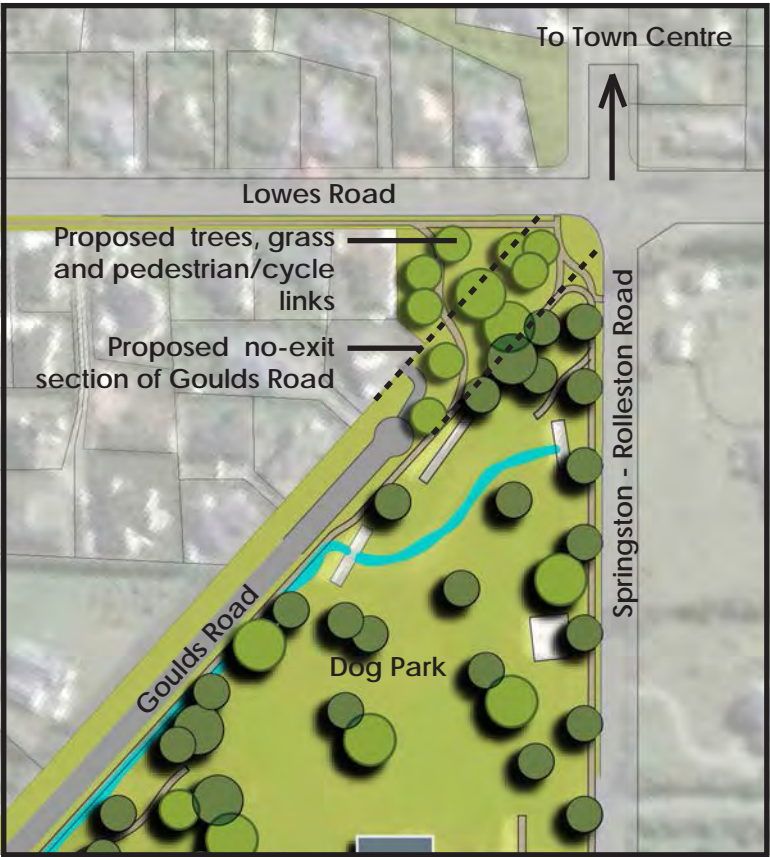 To Town Centre
Lowes Road
Proposed trees, grass
and pedestrian/cycle
links
Proposed no-exit
section of Goulds Road
Springston - Rolleston Road
Goulds Road
Dog Park